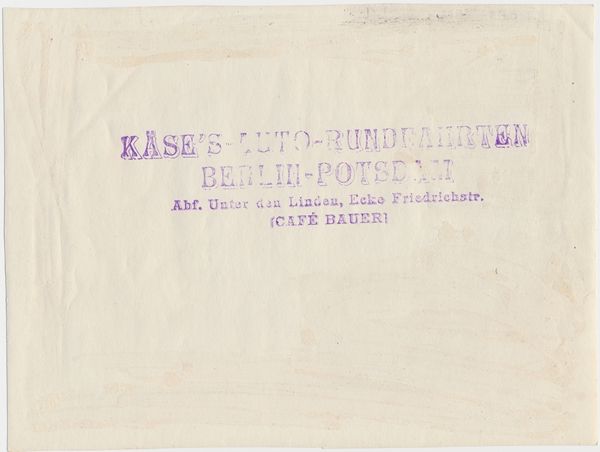 KÄSE'S-AUTO-RUNDFAHRTEN
BERLIN-POTSDAM
Abf. Unter den Linden, Ecke Friedrichstr.
(CAFÉ BAUER)